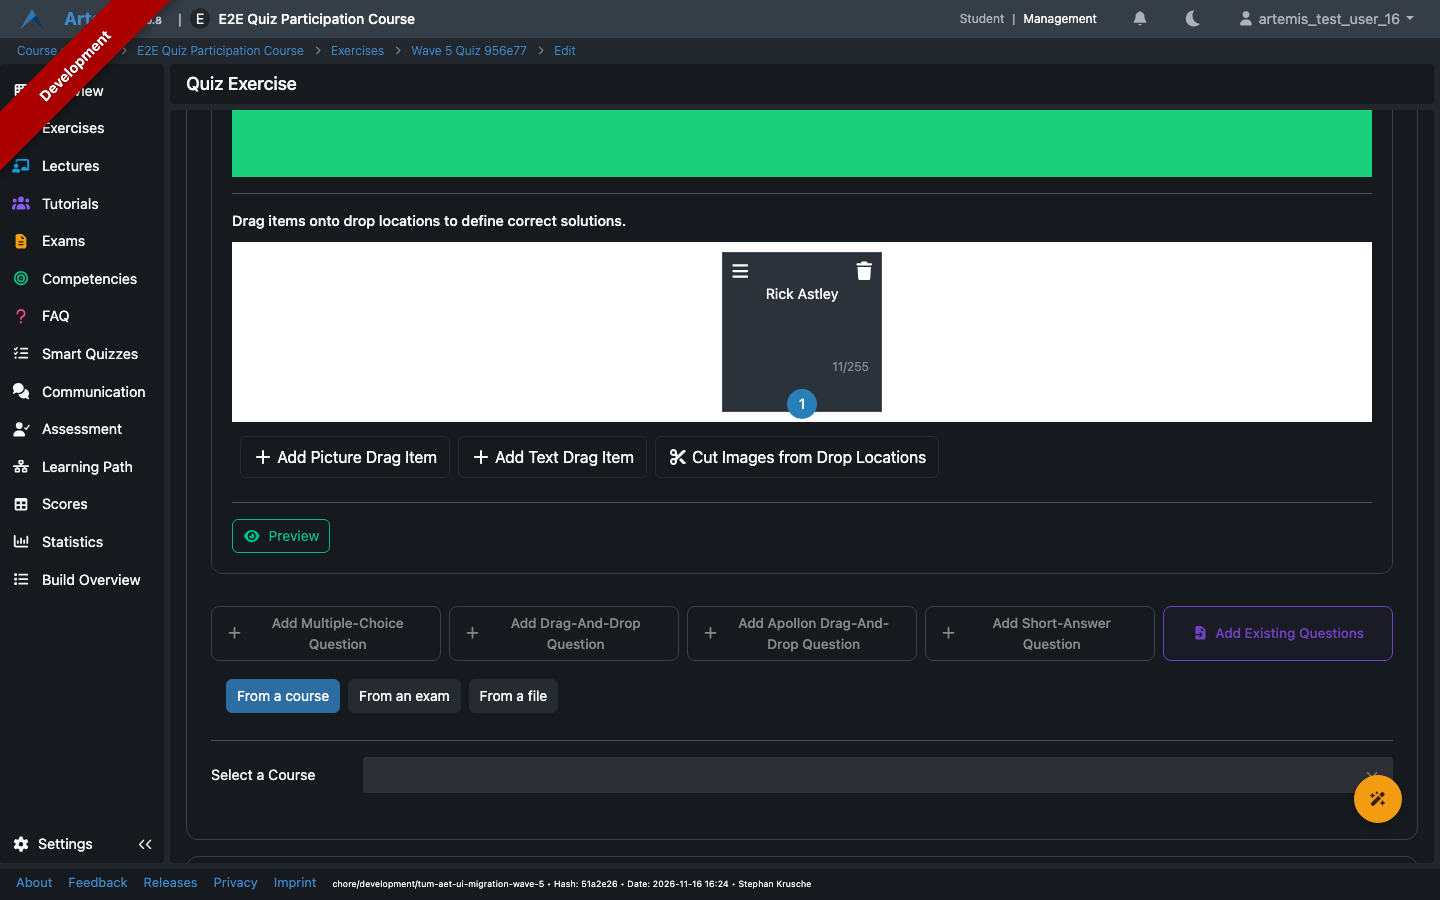 E E2E Quiz Participation Course
Student | Management
artemis_test_user_16
Development
Course
E2E Quiz Participation Course
Exercises
Wave 5 Quiz 956e77
Edit
Exercises
Lectures
Tutorials
Exams
Competencies
FAQ
Smart Quizzes
Communication
Assessment
Learning Path
Scores
Statistics
Build Overview
Settings
Quiz Exercise
Drag items onto drop locations to define correct solutions.
Rick Astley
11/255
1
Add Picture Drag Item
Add Text Drag Item
Cut Images from Drop Locations
Preview
Add Multiple-Choice
Question
Add Drag-And-Drop
Question
Add Apollon Drag-And-
Drop Question
Add Short-Answer
Question
Add Existing Questions
From a course
From an exam
From a file
Select a Course
About
Feedback
Releases
Privacy
Imprint
chore/development/tum-aet-ui-migration-wave-5 • Hash: 51a2e26 • Date: 2026-11-16 16:24 • Stephan Krusche